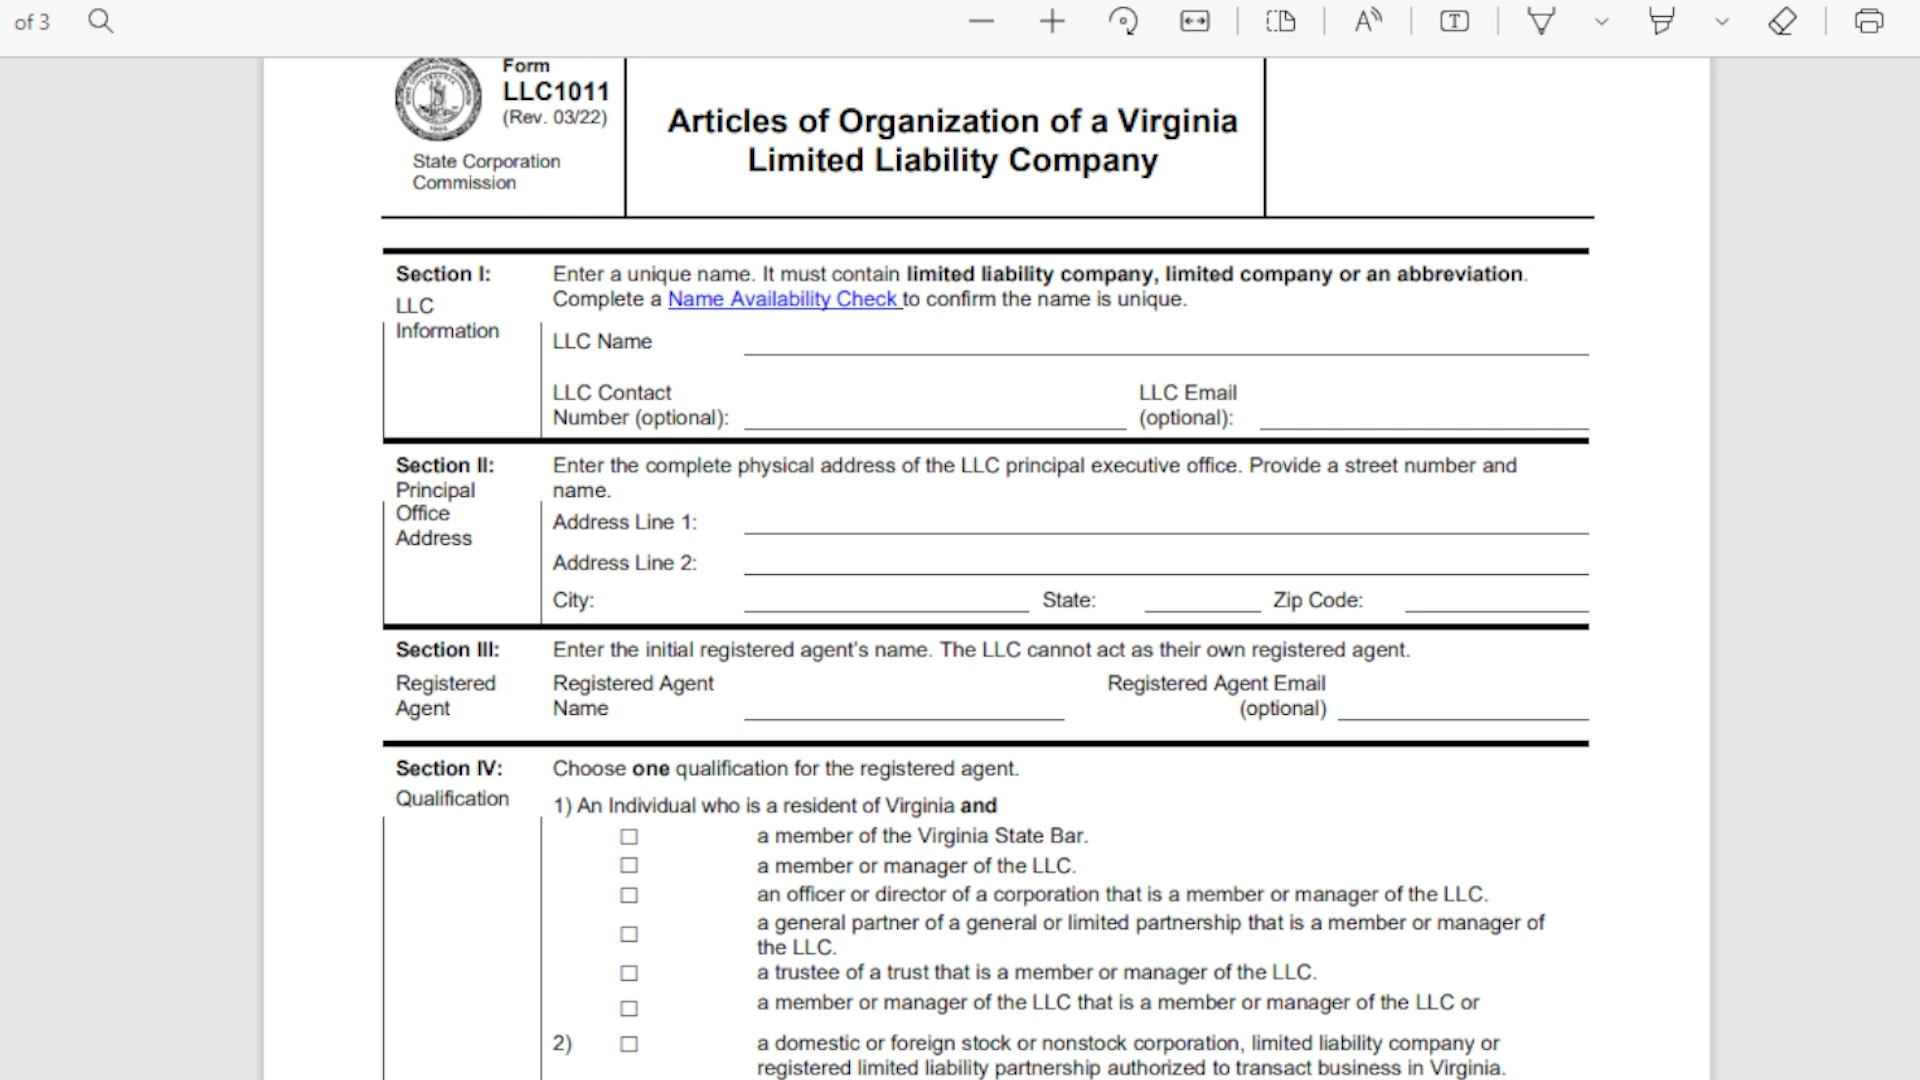 of 3
Form
LLC1011
(Rev. 03/22)
State Corporation
Commission
Articles of Organization of a Virginia
Limited Liability Company
Section I:
LLC
Information
Enter a unique name. It must contain limited liability company, limited company or an abbreviation.
Complete a Name Availability Check to confirm the name is unique.
LLC Name
LLC Contact
Number (optional):
LLC Email
(optional):
Section II:
Principal
Office
Address
Enter the complete physical address of the LLC principal executive office. Provide a street number and
name.
Address Line 1:
Address Line 2:
City: State: Zip Code:
Section III:
Registered
Agent
Enter the initial registered agent's name. The LLC cannot act as their own registered agent.
Registered Agent
Name
Registered Agent Email
(optional)
Section IV:
Qualification
Choose one qualification for the registered agent.
1) An Individual who is a resident of Virginia and
a member of the Virginia State Bar.
a member or manager of the LLC.
an officer or director of a corporation that is a member or manager of the LLC.
a general partner of a general or limited partnership that is a member or manager of
the LLC.
a trustee of a trust that is a member or manager of the LLC.
a member or manager of the LLC that is a member or manager of the LLC or
2) a domestic or foreign stock or nonstock corporation, limited liability company or
registered limited liability partnership authorized to transact business in Virginia.